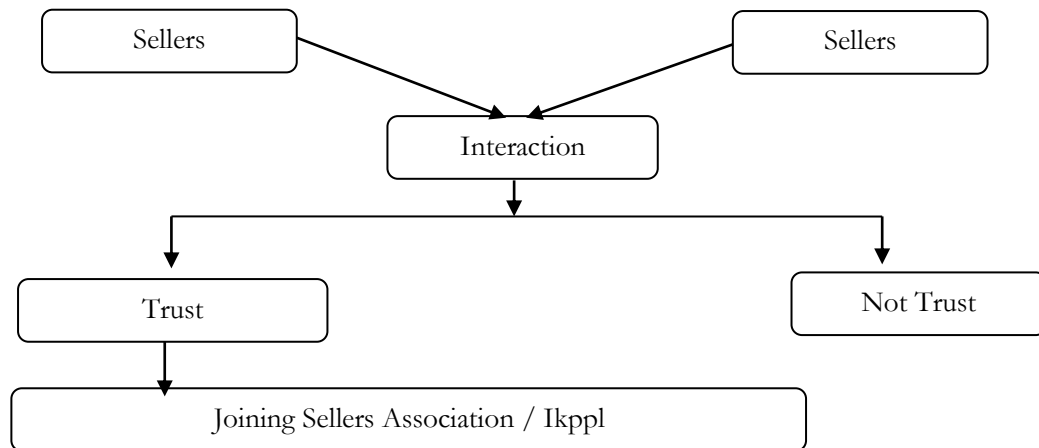 Sellers
Sellers
Interaction
Trust
Not Trust
Joining Sellers Association / Ikppl